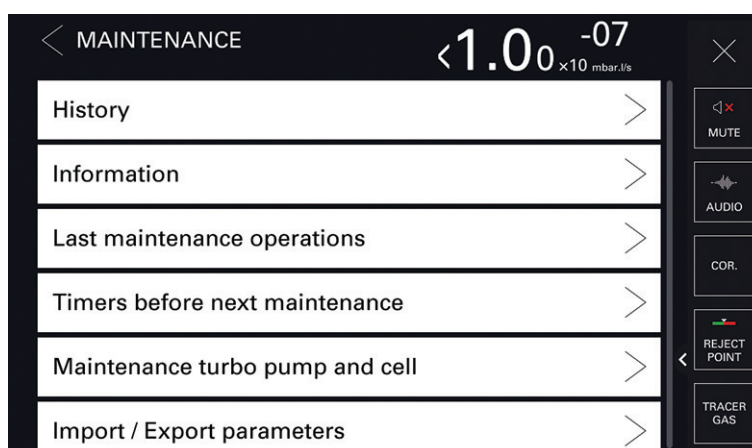 MAINTENANCE
<1.00 x10 -07 mbar.l/s
History
Information
Last maintenance operations
Timers before next maintenance
Maintenance turbo pump and cell
Import / Export parameters
MUTE
AUDIO
COR.
REJECT
POINT
TRACER
GAS